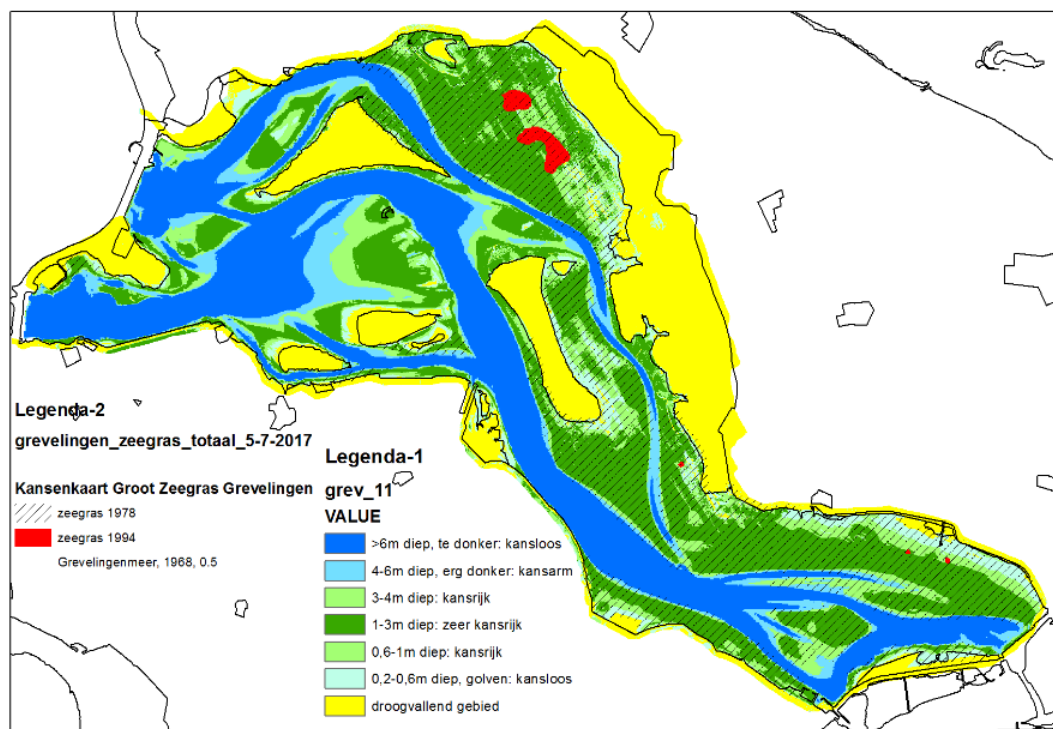 Legenda-2
grevelingen_zeegras_totaal_5-7-2017
Kansenkaart Groot Zeegras Grevelingen
zeegras 1978
zeegras 1994
Grevelingenmeer, 1968, 0.5
Legenda-1
grev_11
VALUE
>6m diep, te donker: kansloos
4-6m diep, erg donker: kansarm
3-4m diep: kansrijk
1-3m diep: zeer kansrijk
0,6-1m diep: kansrijk
0,2-0,6m diep, golven: kansloos
droogvallend gebied